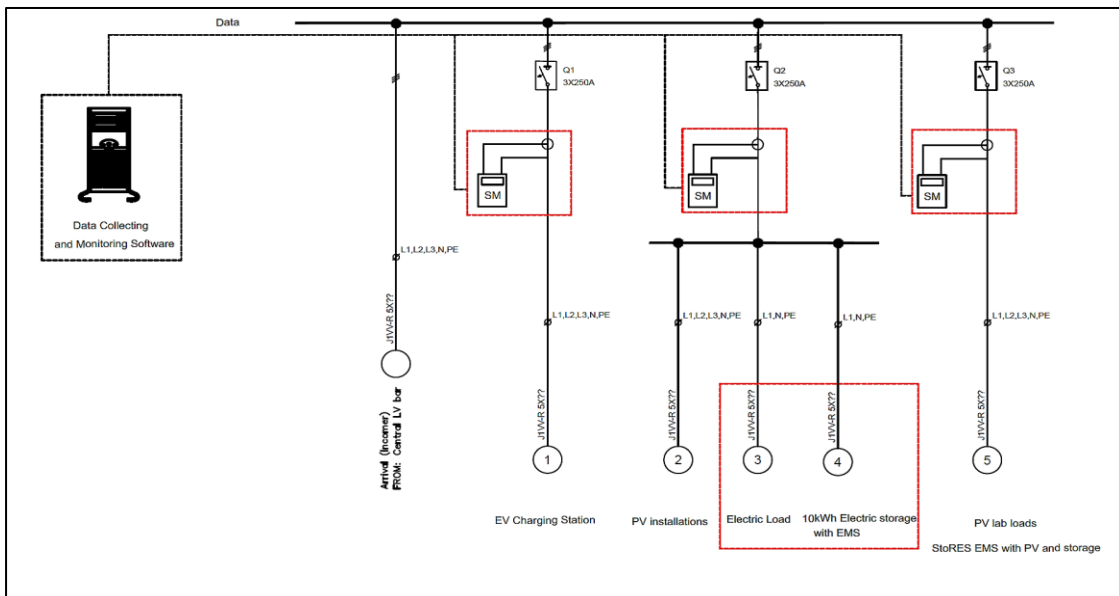 Data
Q1
3X250A
Q2
3X250A
Q3
3X250A
SM
SM
SM
Data Collecting
and Monitoring Software
L1,L2,L3,N,PE
L1,L2,L3,N,PE
L1,L2,L3,N,PE
L1,N,PE
L1,N,PE
L1,L2,L3,N,PE
J1VV-R 5X??
J1VV-R 5X??
J1VV-R 5X??
J1VV-R 5X??
J1VV-R 5X??
J1VV-R 5X??
Arrival (Incomer)
FROM: Central LV bar
1
2
3
4
5
EV Charging Station
PV installations
Electric Load
10kWh Electric storage
with EMS
PV lab loads
StoRES EMS with PV and storage